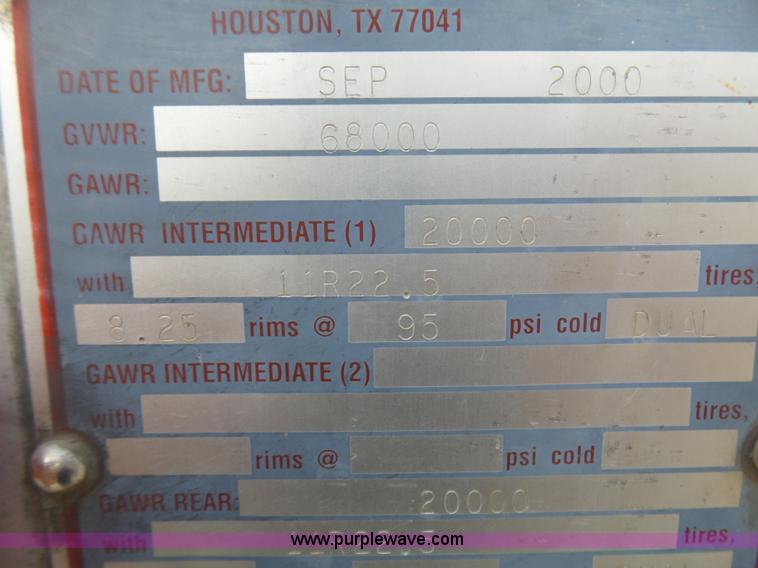 HOUSTON, TX 77041
DATE OF MFG: SEP 2000
GVWR: 68000
GAWR:
GAWR INTERMEDIATE (1) 20000
with 11R22.5 tires,
8.25 rims @ 95 psi cold DUAL
GAWR INTERMEDIATE (2)
with tires,
rims @ psi cold
GAWR REAR: 20000
with 11R22.5 tires,
www.purplewave.com